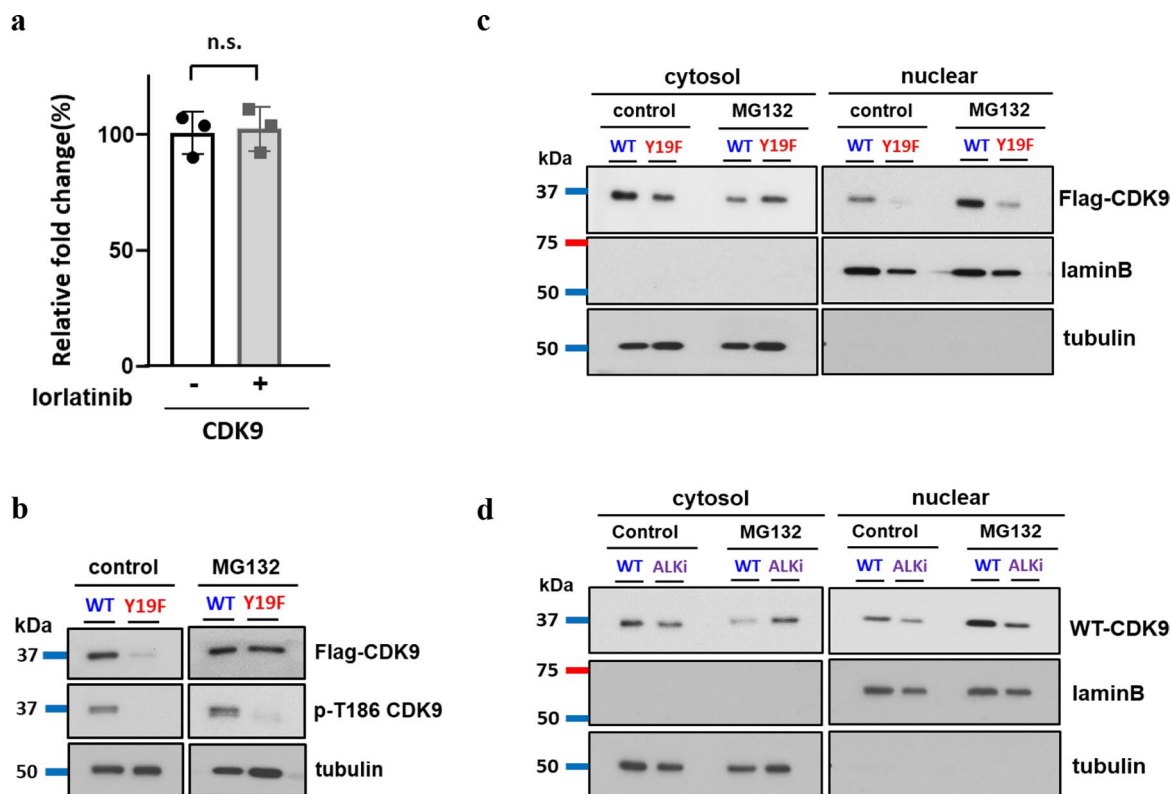 a
n.s.
Relative fold change(%)
100
50
0
lorlatinib - +
CDK9
b
control MG132
WT Y19F WT Y19F
kDa
37 Flag-CDK9
37 p-T186 CDK9
50 tubulin
c
cytosol nuclear
control MG132 control MG132
WT Y19F WT Y19F WT Y19F WT Y19F
kDa
37 Flag-CDK9
75
50 laminB
50 tubulin
d
cytosol nuclear
Control MG132 Control MG132
WT ALKi WT ALKi WT ALKi WT ALKi
kDa
37 WT-CDK9
75
50 laminB
50 tubulin